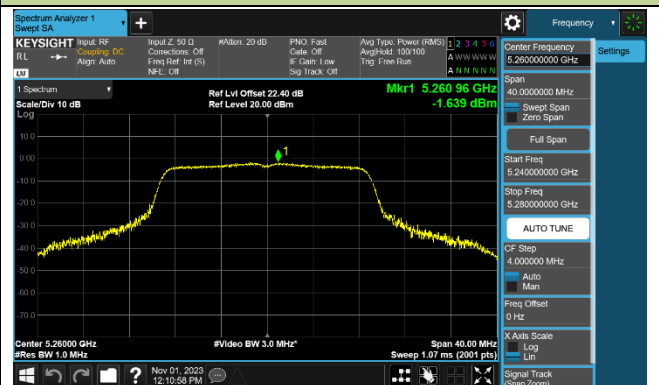 Spectrum Analyzer 1
Swept SA
Frequency
KEYSIGHT
RL
LXI
Input: RF
Coupling: DC
Align: Auto
Input Z: 50 Ω
Corrections: Off
Freq Ref: Int (S)
NFE: Off
#Atten: 20 dB
PNO: Fast
Gate: Off
IF Gain: Low
Sig Track: Off
Avg Type: Power (RMS)
Avg|Hold: 100/100
Trig: Free Run
1 2 3 4 5 6
A W W W W W
A N N N N N
1 Spectrum
Scale/Div 10 dB
Log
Ref Lvl Offset 22.40 dB
Ref Level 20.00 dBm
Mkr1 5.260 96 GHz
-1.639 dBm
1
10.0
0.00
-10.0
-20.0
-30.0
-40.0
-50.0
-60.0
-70.0
Center 5.26000 GHz
#Res BW 1.0 MHz
#Video BW 3.0 MHz*
Span 40.00 MHz
Sweep 1.07 ms (2001 pts)
Center Frequency
5.260000000 GHz
Settings
Span
40.0000000 MHz
Swept Span
Zero Span
Full Span
Start Freq
5.240000000 GHz
Stop Freq
5.280000000 GHz
AUTO TUNE
CF Step
4.000000 MHz
Auto
Man
Freq Offset
0 Hz
X Axis Scale
Log
Lin
Signal Track
(Span Zoom)
Nov 01, 2023
12:10:58 PM